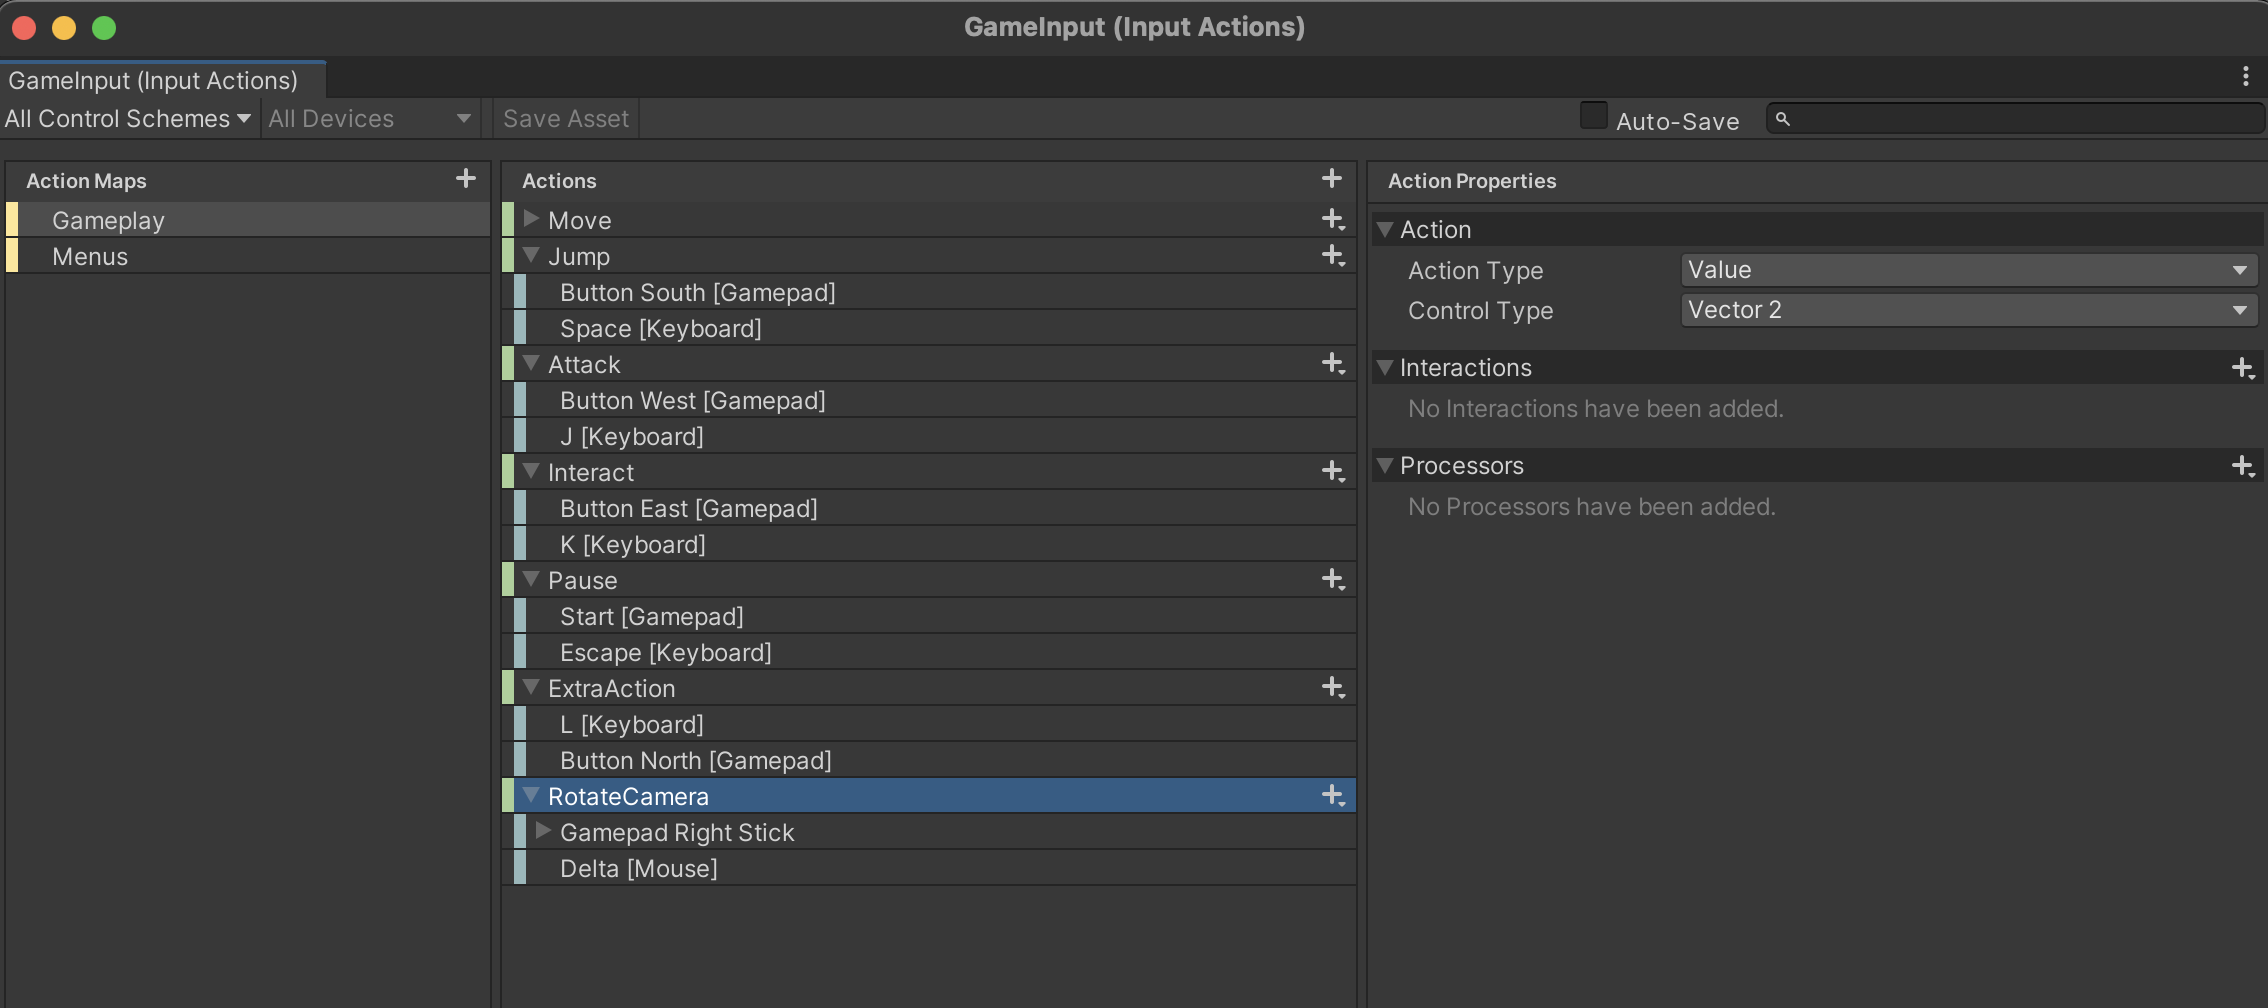 GameInput (Input Actions)
GameInput (Input Actions)
All Control Schemes
All Devices
Save Asset
Auto-Save
Action Maps
Gameplay
Menus
Actions
Move
Jump
Button South [Gamepad]
Space [Keyboard]
Attack
Button West [Gamepad]
J [Keyboard]
Interact
Button East [Gamepad]
K [Keyboard]
Pause
Start [Gamepad]
Escape [Keyboard]
ExtraAction
L [Keyboard]
Button North [Gamepad]
RotateCamera
Gamepad Right Stick
Delta [Mouse]
Action Properties
Action
Action Type Value
Control Type Vector 2
Interactions
No Interactions have been added.
Processors
No Processors have been added.